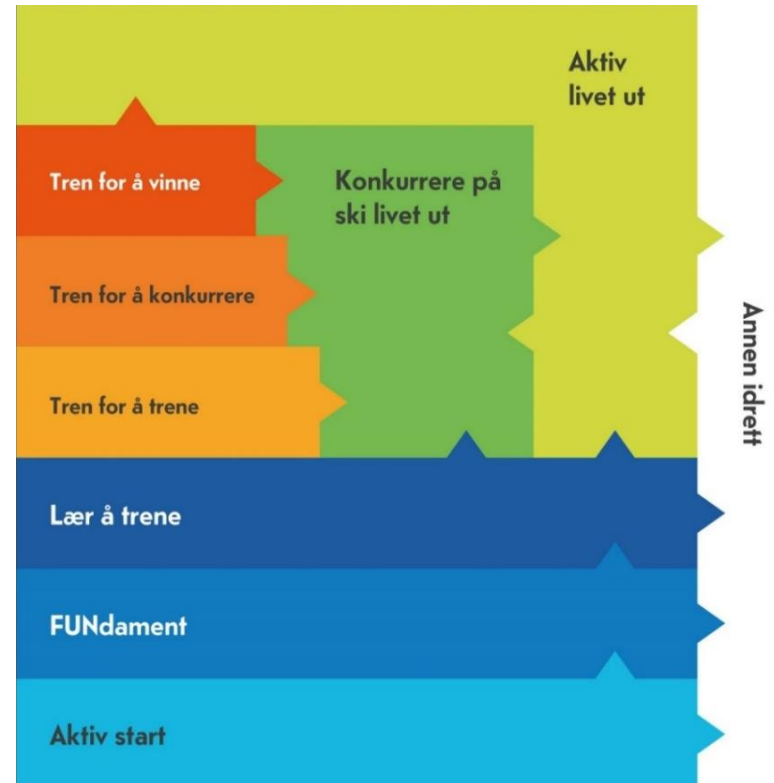 Aktiv
livet ut
Tren for å vinne
Konkurrere på
ski livet ut
Tren for å konkurrere
Tren for å trene
Annen idrett
Lær å trene
FUNdament
Aktiv start